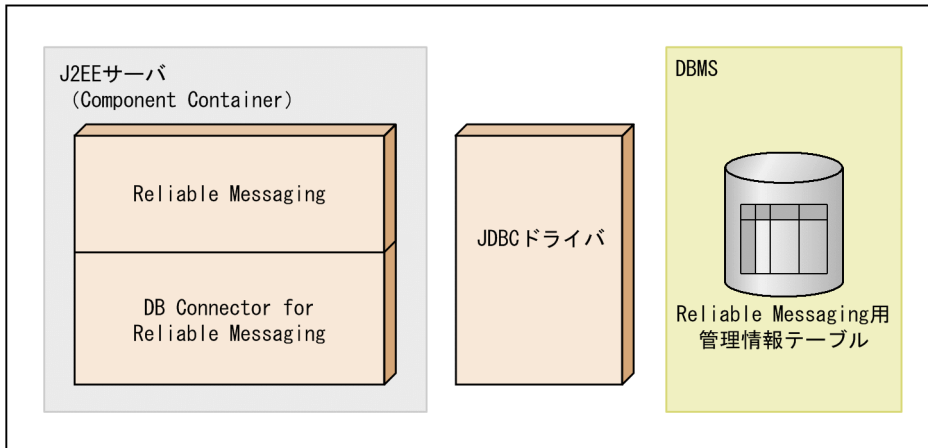 J2EEサーバ
(Component Container)
Reliable Messaging
DB Connector for
Reliable Messaging
JDBCドライバ
DBMS
Reliable Messaging用
管理情報テーブル